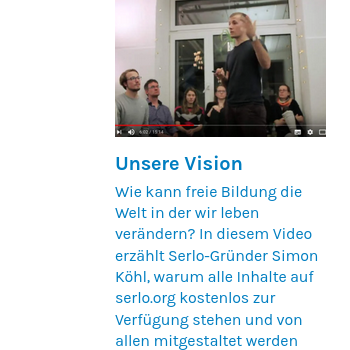 Unsere Vision
Wie kann freie Bildung die
Welt in der wir leben
verändern? In diesem Video
erzählt Serlo-Gründer Simon
Köhl, warum alle Inhalte auf
serlo.org kostenlos zur
Verfügung stehen und von
allen mitgestaltet werden